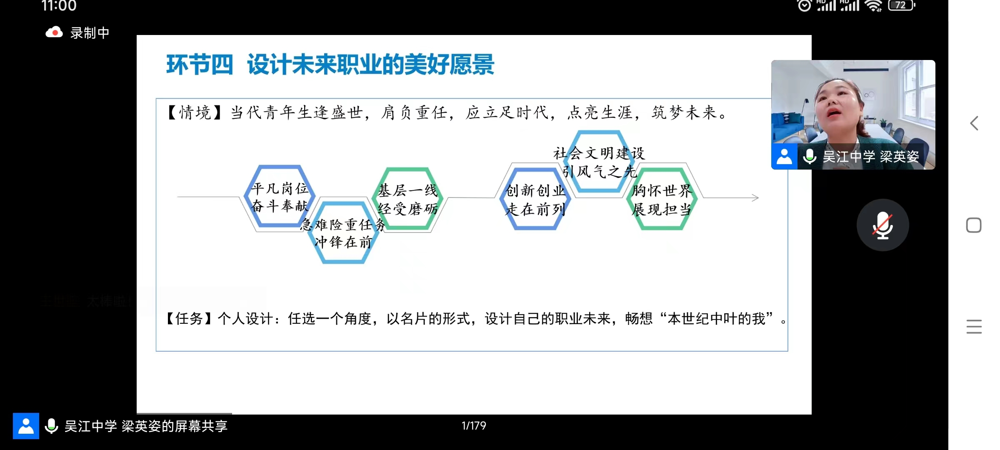 11:00
HD HD 72
录制中
环节四 设计未来职业的美好愿景
【情境】当代青年生逢盛世，肩负重任，应立足时代，点亮生涯，筑梦未来。
平凡岗位
奋斗奉献
急难险重任务
冲锋在前
基层一线
经受磨砺
创新创业
走在前列
社会文明建设
引风气之先
胸怀世界
展现担当
吴江中学 梁英姿
太棒啦!
【任务】个人设计：任选一个角度，以名片的形式，设计自己的职业未来，畅想“本世纪中叶的我”。
吴江中学 梁英姿的屏幕共享
1/179